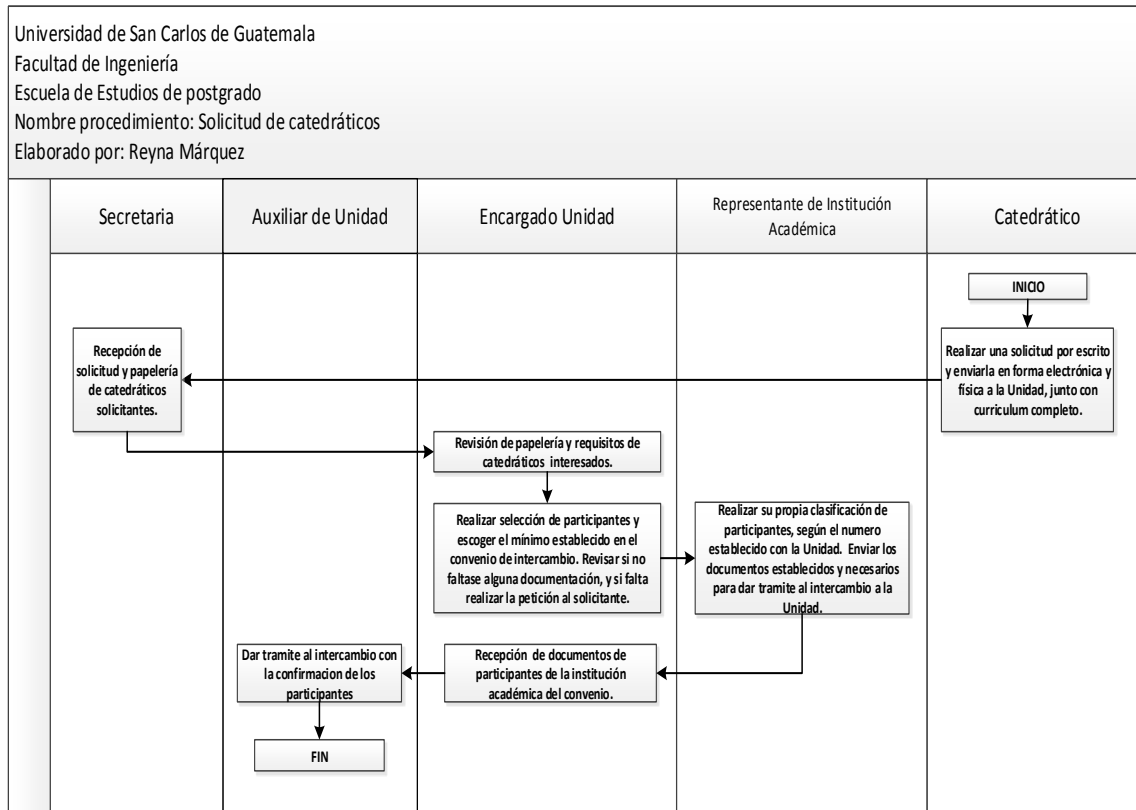 Universidad de San Carlos de Guatemala
Facultad de Ingeniería
Escuela de Estudios de postgrado
Nombre procedimiento: Solicitud de catedráticos
Elaborado por: Reyna Márquez
Secretaria
Auxiliar de Unidad
Encargado Unidad
Representante de Institución
Académica
Catedrático
INICIO
Realizar una solicitud por escrito
y enviarla en forma electrónica y
física a la Unidad, junto con
curriculum completo.
Recepción de
solicitud y papelería
de catedráticos
solicitantes.
Revisión de papelería y requisitos de
catedráticos interesados.
Realizar selección de participantes y
escoger el mínimo establecido en el
convenio de intercambio. Revisar si no
faltase alguna documentación, y si falta
realizar la petición al solicitante.
Realizar su propia clasificación de
participantes, según el numero
establecido con la Unidad. Enviar los
documentos establecidos y necesarios
para dar tramite al intercambio a la
Unidad.
Recepción de documentos de
participantes de la institución
académica del convenio.
Dar tramite al intercambio con
la confirmacion de los
participantes
FIN